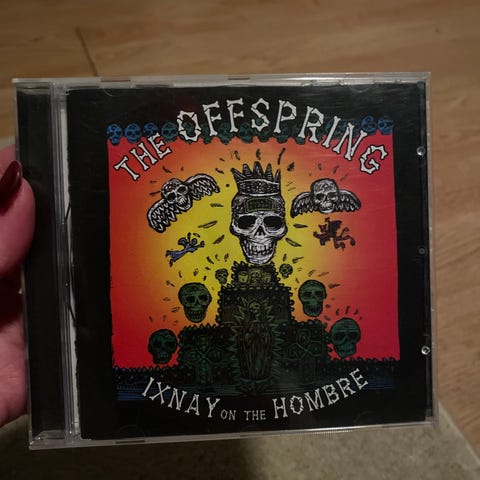 THE OFFSPRING
IXNAY ON THE HOMBRE